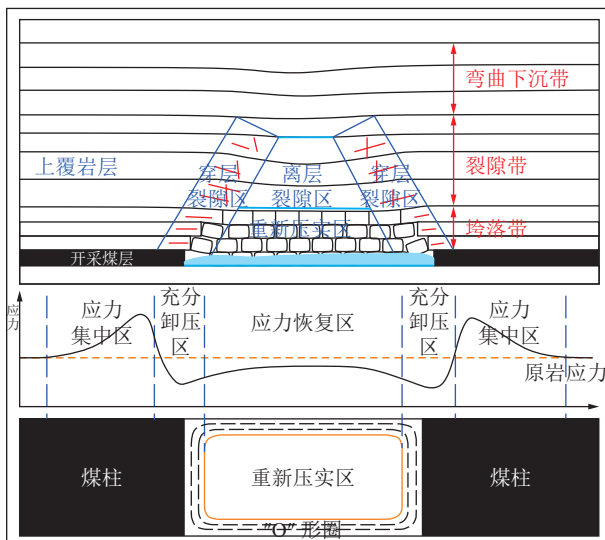 弯曲下沉带
上覆岩层
穿层
裂隙区
离层
裂隙区
穿层
裂隙区
裂隙带
重新压实区
垮落带
开采煤层
应力
应力
集中区
充分
卸压
区
应力恢复区
充分
卸压
区
应力
集中区
原岩应力
煤柱
重新压实区
煤柱
"O" 形圈